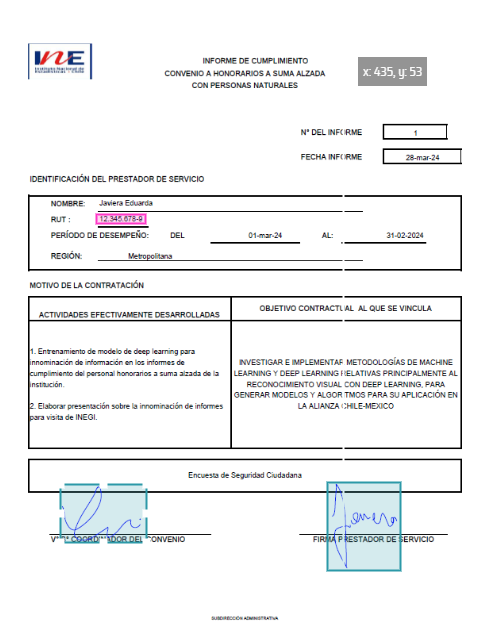 INE
Instituto Nacional de Estadísticas • Chile
INFORME DE CUMPLIMIENTO
CONVENIO A HONORARIOS A SUMA ALZADA
CON PERSONAS NATURALES
x: 435, y: 53
N° DEL INFORME 1
FECHA INFORME 28-mar-24
IDENTIFICACIÓN DEL PRESTADOR DE SERVICIO
NOMBRE: Javiera Eduarda
RUT : 12.345.678-9
PERÍODO DE DESEMPEÑO: DEL 01-mar-24 AL: 31-02-2024
REGIÓN: Metropolitana
MOTIVO DE LA CONTRATACIÓN
ACTIVIDADES EFECTIVAMENTE DESARROLLADAS
1. Entrenamiento de modelo de deep learning para
innominación de información en los informes de
cumplimiento del personal honorarios a suma alzada de la
institución.
2. Elaborar presentación sobre la innominación de informes
para visita de INEGI.
OBJETIVO CONTRACTUAL AL QUE SE VINCULA
INVESTIGAR E IMPLEMENTAR METODOLOGÍAS DE MACHINE
LEARNING Y DEEP LEARNING RELATIVAS PRINCIPALMENTE AL
RECONOCIMIENTO VISUAL CON DEEP LEARNING, PARA
GENERAR MODELOS Y ALGORITMOS PARA SU APLICACIÓN EN
LA ALIANZA CHILE-MEXICO
Encuesta de Seguridad Ciudadana
V° B° COORDINADOR DEL CONVENIO
FIRMA PRESTADOR DE SERVICIO
SUBDIRECCIÓN ADMINISTRATIVA